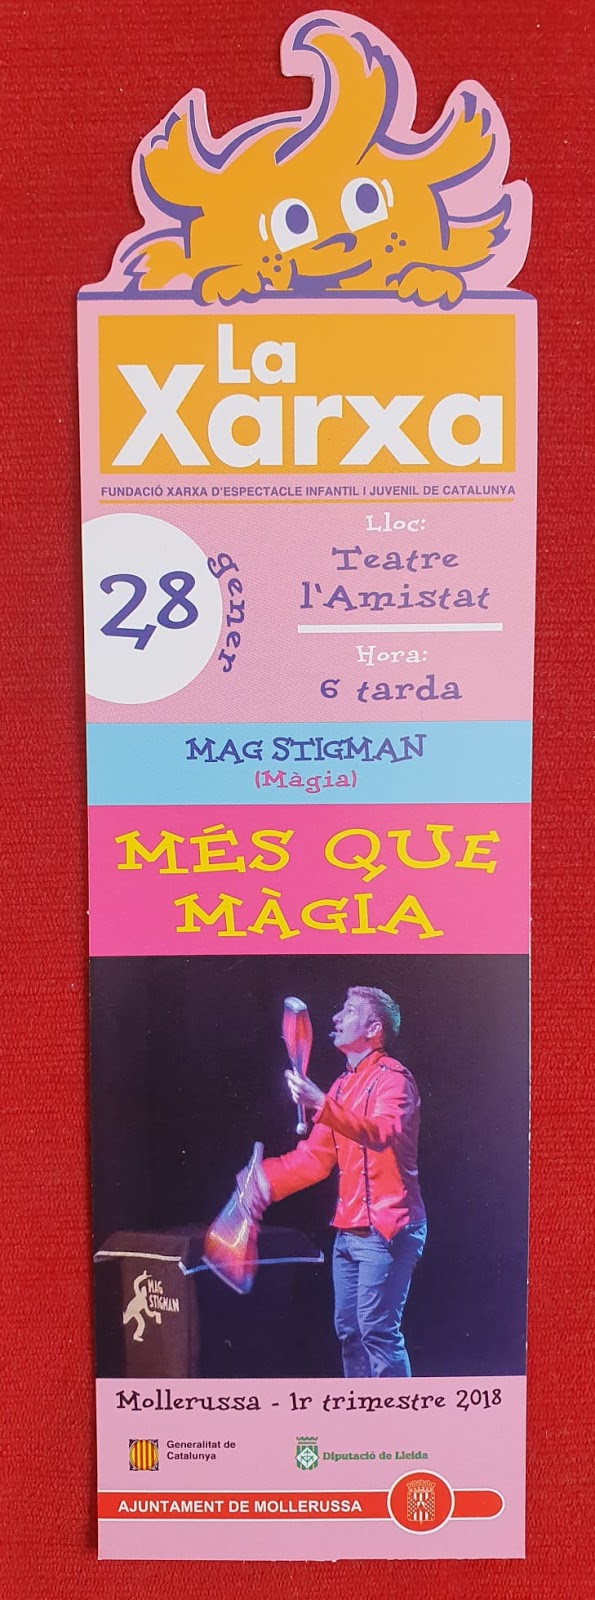 La
Xarxa
FUNDACIÓ XARXA D'ESPECTACLE INFANTIL I JUVENIL DE CATALUNYA
28
gener
Lloc:
Teatre
l'Amistat
Hora:
6 tarda
MAG STIGMAN
(Màgia)
MÉS QUE
MÀGIA
MAG
STIGMAN
Mollerussa - 1r trimestre 2018
Generalitat de
Catalunya
Diputació de Lleida
AJUNTAMENT DE MOLLERUSSA